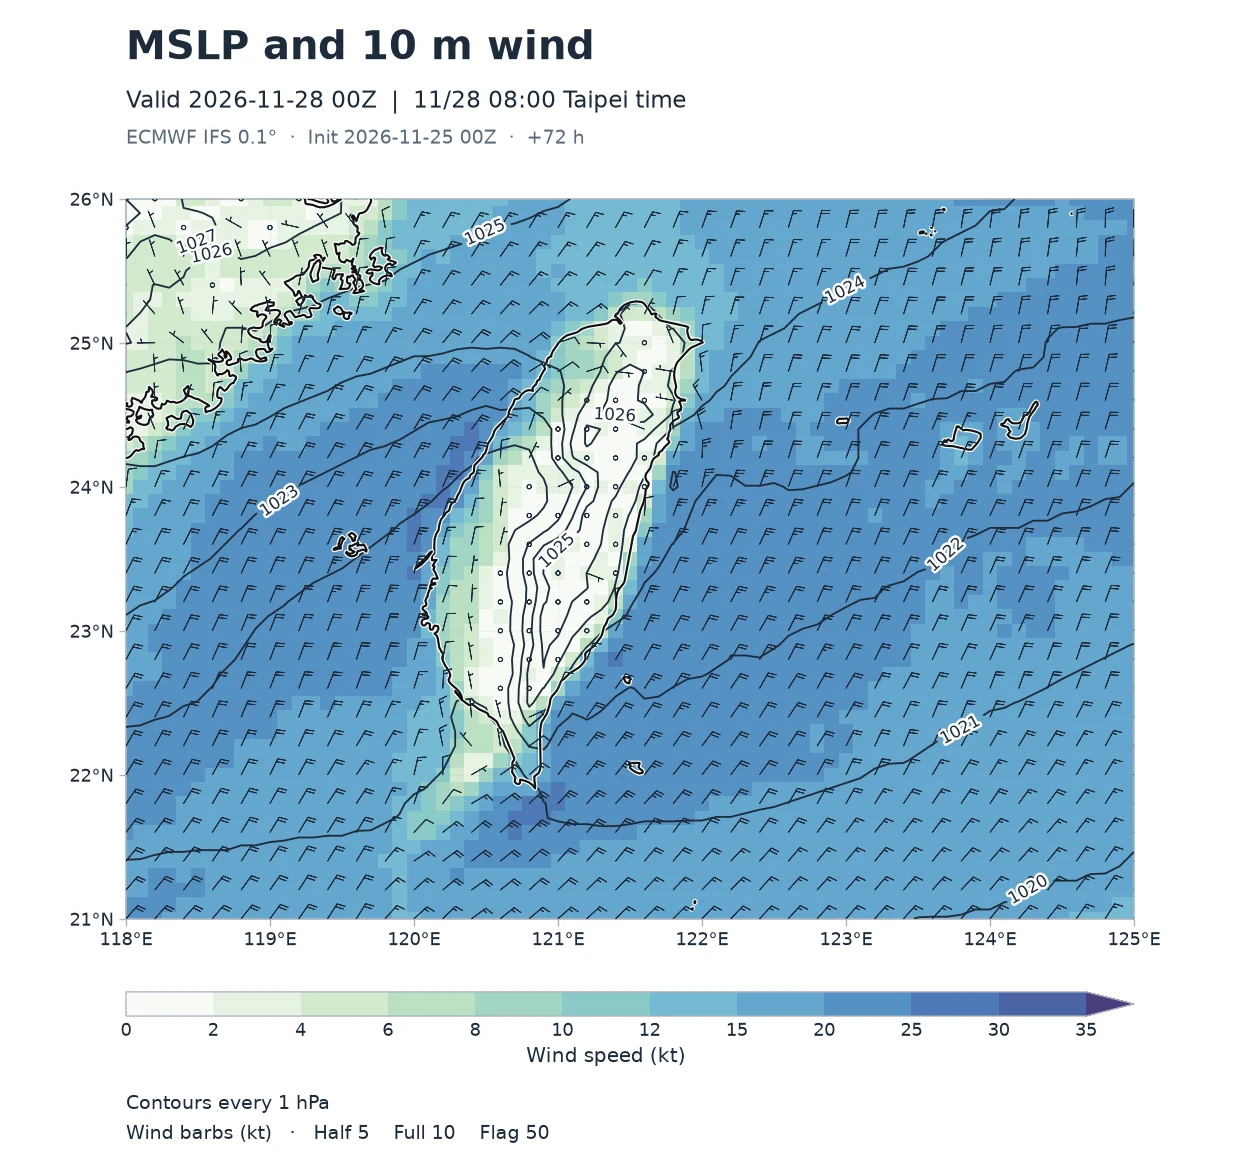 MSLP and 10 m wind
Valid 2026-11-28 00Z | 11/28 08:00 Taipei time
ECMWF IFS 0.1° · Init 2026-11-25 00Z · +72 h
26°N
25°N
24°N
23°N
22°N
21°N
1027
1026
1025
1024
1026
1023
1025
1022
1021
1020
118°E 119°E 120°E 121°E 122°E 123°E 124°E 125°E
0 2 4 6 8 10 12 15 20 25 30 35
Wind speed (kt)
Contours every 1 hPa
Wind barbs (kt) · Half 5 Full 10 Flag 50